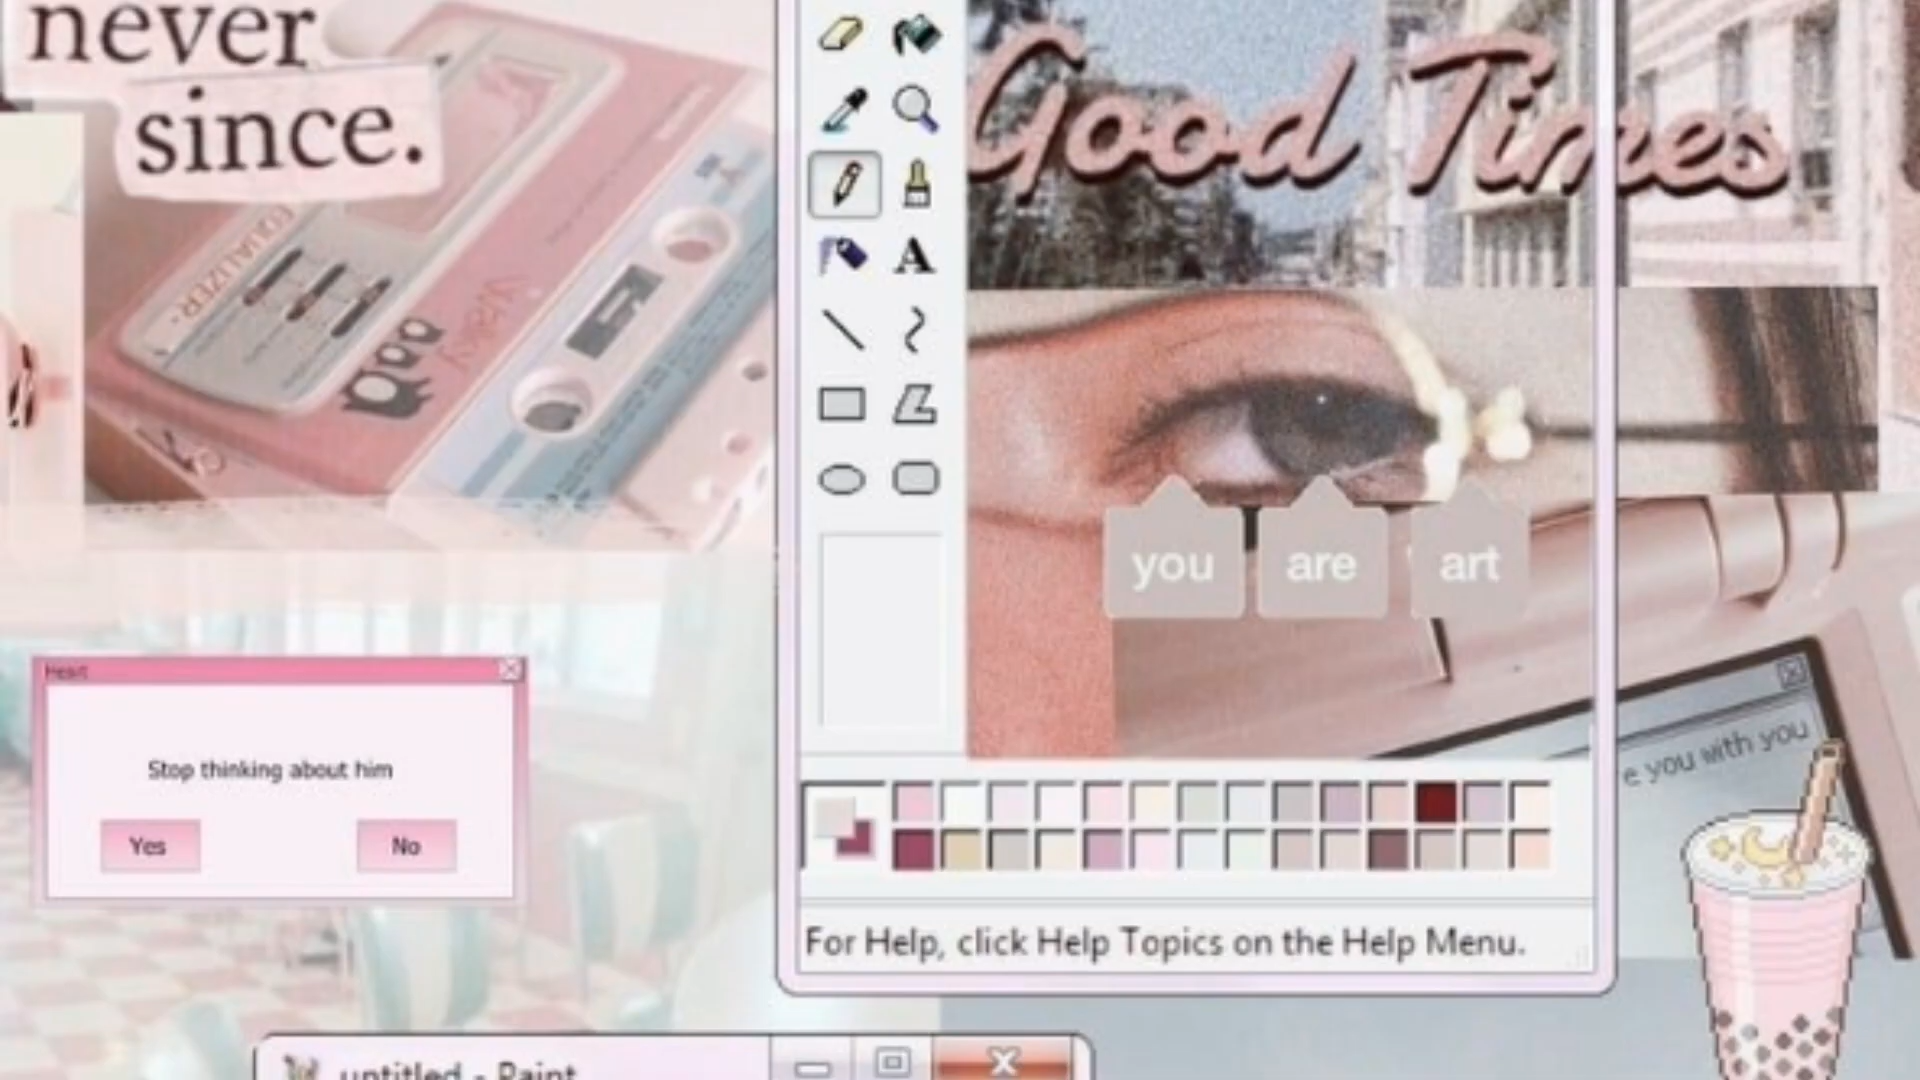 never
since.
EQUALIZER
Good Times
A
you are art
Heart
Stop thinking about him
Yes No
e you with you
For Help, click Help Topics on the Help Menu.
untitled - Paint